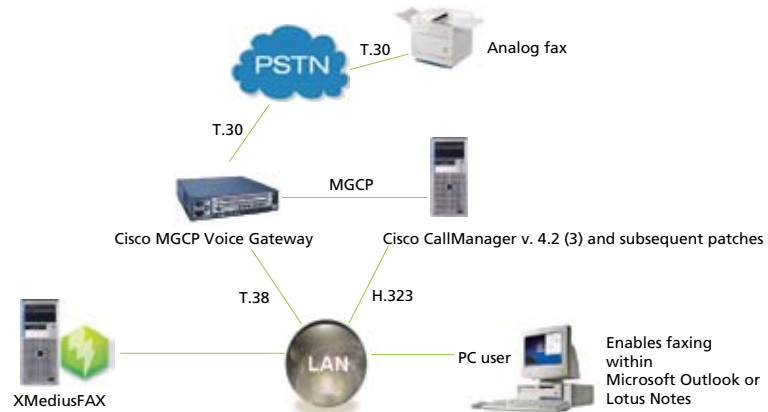 PSTN
T.30
Analog fax
T.30
MGCP
Cisco MGCP Voice Gateway
Cisco CallManager v. 4.2 (3) and subsequent patches
T.38
H.323
LAN
PC user
Enables faxing
within
Microsoft Outlook or
Lotus Notes
XMediusFAX